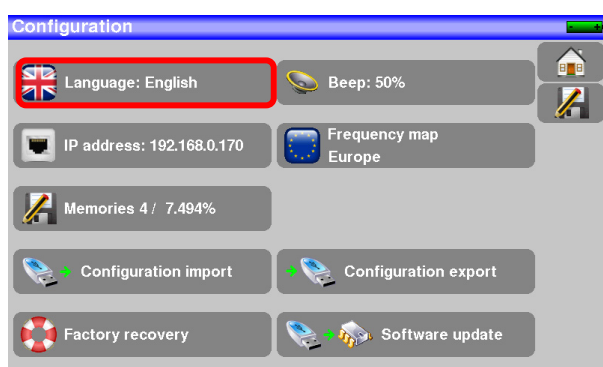 Configuration
- +
Language: English
Beep: 50%
IP address: 192.168.0.170
Frequency map
Europe
Memories 4 / 7.494%
Configuration import
Configuration export
Factory recovery
Software update